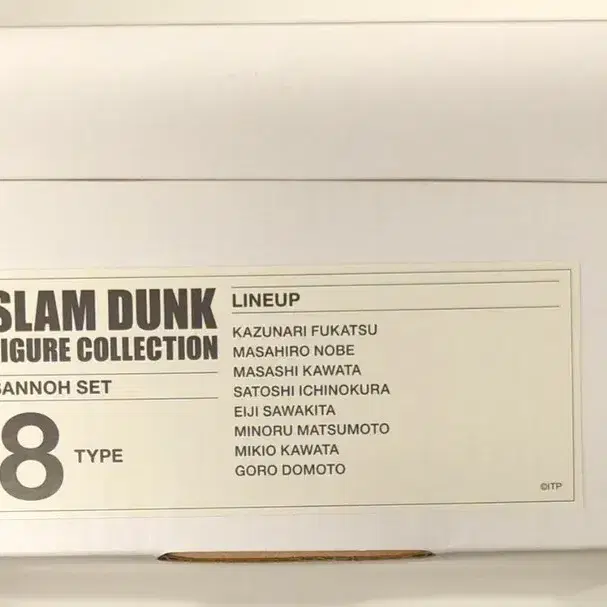 SLAM DUNK
FIGURE COLLECTION
SANNOH SET
8 TYPE
LINEUP
KAZUNARI FUKATSU
MASAHIRO NOBE
MASASHI KAWATA
SATOSHI ICHINOKURA
EIJI SAWAKITA
MINORU MATSUMOTO
MIKIO KAWATA
GORO DOMOTO
©ITP